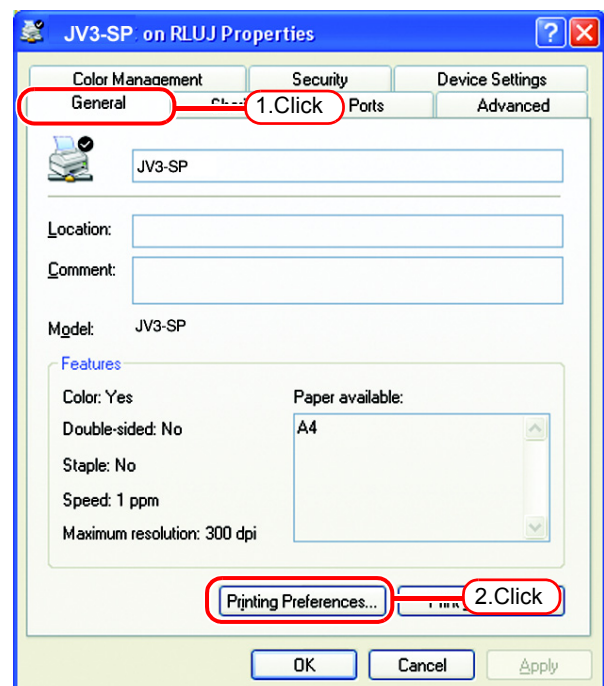 JV3-SP on RLUJ Properties
Color Management Security Device Settings
General 1.Click Ports Advanced
JV3-SP
Location:
Comment:
Model: JV3-SP
Features
Color: Yes Paper available:
Double-sided: No A4
Staple: No
Speed: 1 ppm
Maximum resolution: 300 dpi
Printing Preferences... 2.Click
OK Cancel Apply